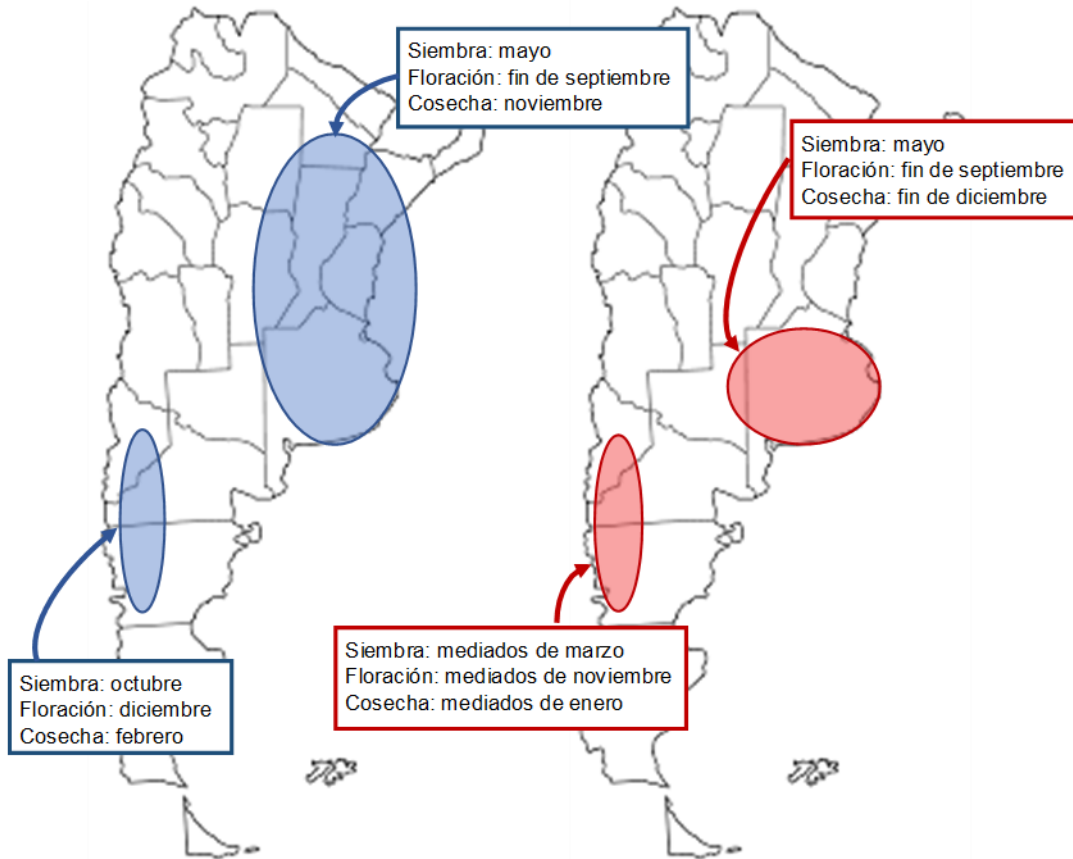 Siembra: mayo
Floración: fin de septiembre
Cosecha: noviembre
Siembra: mayo
Floración: fin de septiembre
Cosecha: fin de diciembre
Siembra: octubre
Floración: diciembre
Cosecha: febrero
Siembra: mediados de marzo
Floración: mediados de noviembre
Cosecha: mediados de enero